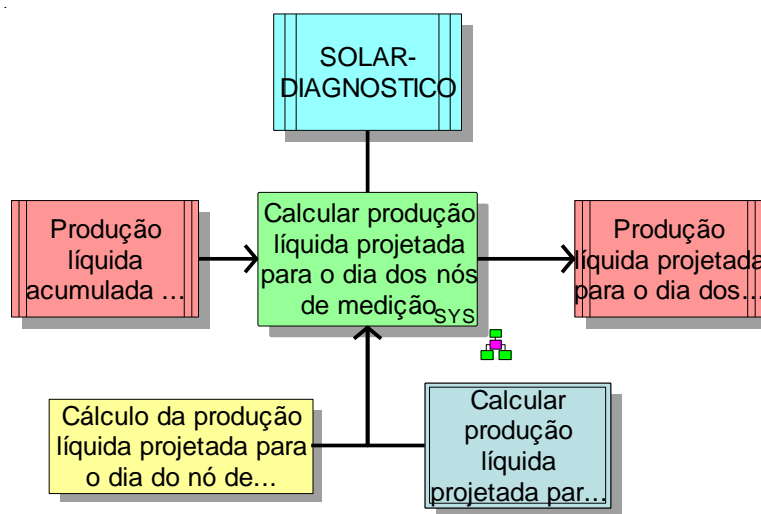 SOLAR-
DIAGNOSTICO
Produção
líquida
acumulada ...
Calcular produção
líquida projetada
para o dia dos nós
de medição
SYS
Produção
líquida projetada
para o dia dos...
Cálculo da produção
líquida projetada para
o dia do nó de...
Calcular
produção
líquida
projetada par...